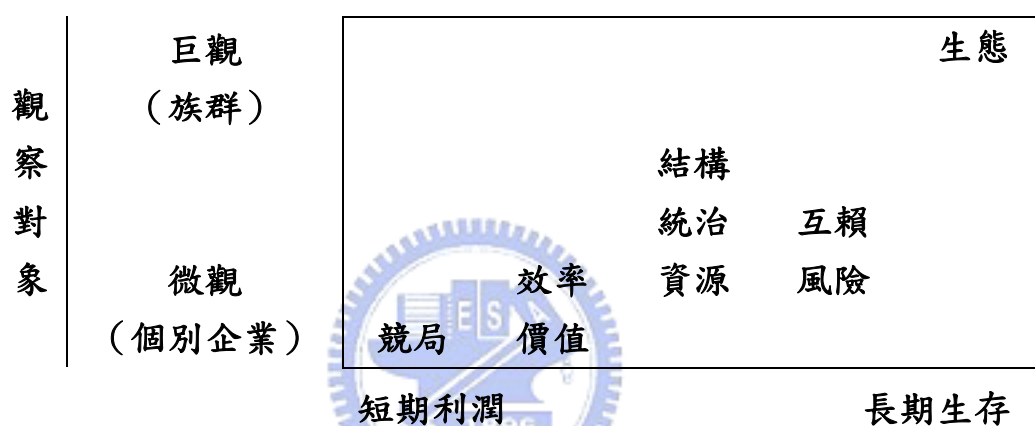 觀察對象
巨觀
（族群）
微觀
（個別企業）
生態
結構
統治 互賴
效率 資源 風險
競局 價值
短期利潤 長期生存
ES